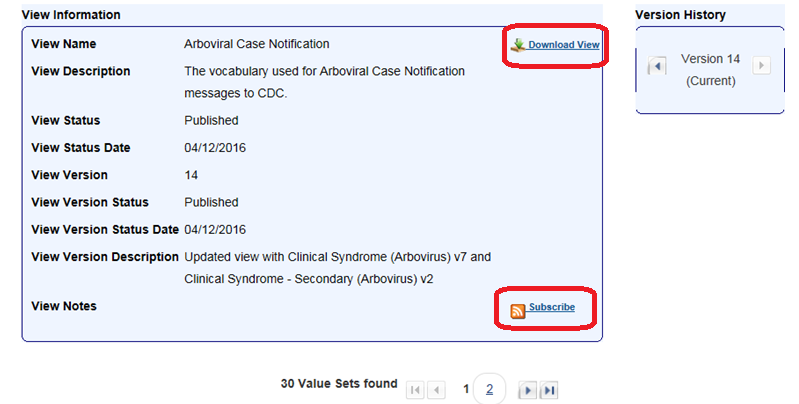 View Information
Version History
View Name Arboviral Case Notification Download View
View Description The vocabulary used for Arboviral Case Notification
messages to CDC.
Version 14
(Current)
View Status Published
View Status Date 04/12/2016
View Version 14
View Version Status Published
View Version Status Date 04/12/2016
View Version Description Updated view with Clinical Syndrome (Arbovirus) v7 and
Clinical Syndrome - Secondary (Arbovirus) v2
View Notes Subscribe
30 Value Sets found 1 2